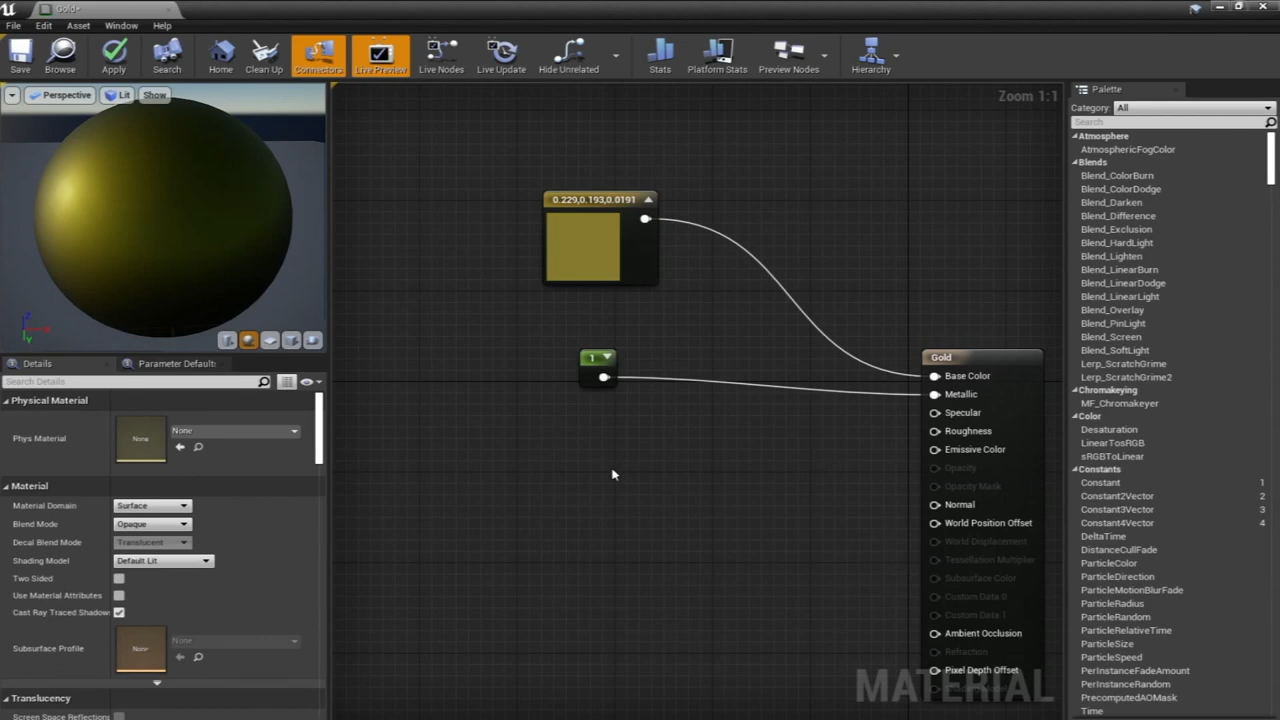 Gold*
File Edit Asset Window Help
Save Browse Apply Search Home Clean Up Connectors Live Preview Live Nodes Live Update Hide Unrelated Stats Platform Stats Preview Nodes Hierarchy
Perspective Lit Show
Z
Y
Details Parameter Default:
Search Details
Physical Material
Phys Material None None
Material
Material Domain Surface
Blend Mode Opaque
Decal Blend Mode Translucent
Shading Model Default Lit
Two Sided
Use Material Attributes
Cast Ray Traced Shadow
Subsurface Profile None None
Translucency
Screen Space Reflection
Zoom 1:1
0.229,0.193,0.0191
1
Gold
Base Color
Metallic
Specular
Roughness
Emissive Color
Opacity
Opacity Mask
Normal
World Position Offset
World Displacement
Tessellation Multiplier
Subsurface Color
Custom Data 0
Custom Data 1
Ambient Occlusion
Refraction
Pixel Depth Offset
MATERIAL
Palette
Category: All
Search
Atmosphere
AtmosphericFogColor
Blends
Blend_ColorBurn
Blend_ColorDodge
Blend_Darken
Blend_Difference
Blend_Exclusion
Blend_HardLight
Blend_Lighten
Blend_LinearBurn
Blend_LinearDodge
Blend_LinearLight
Blend_Overlay
Blend_PinLight
Blend_Screen
Blend_SoftLight
Lerp_ScratchGrime
Lerp_ScratchGrime2
Chromakeying
MF_Chromakeyer
Color
Desaturation
LinearTosRGB
sRGBToLinear
Constants
Constant 1
Constant2Vector 2
Constant3Vector 3
Constant4Vector 4
DeltaTime
DistanceCullFade
ParticleColor
ParticleDirection
ParticleMotionBlurFade
ParticleRadius
ParticleRandom
ParticleRelativeTime
ParticleSize
ParticleSpeed
PerInstanceFadeAmount
PerInstanceRandom
PrecomputedAOMask
Time